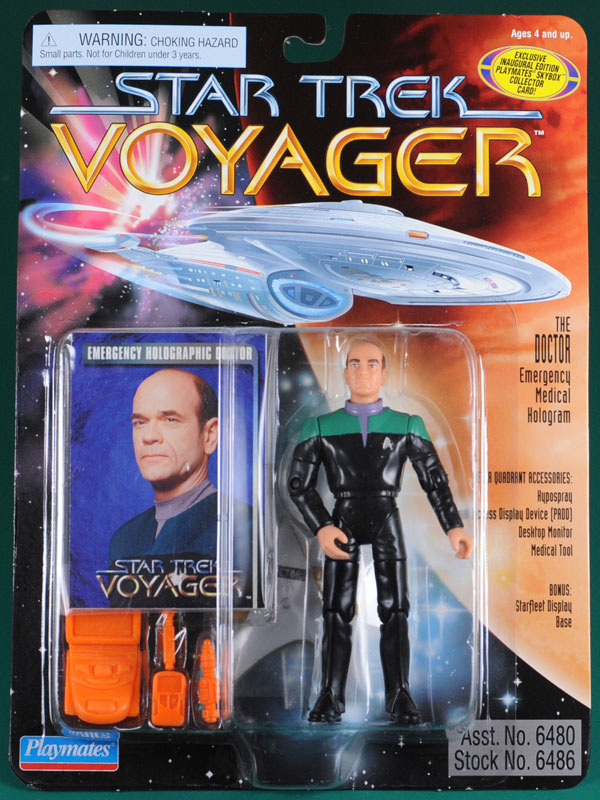 WARNING: CHOKING HAZARD
Small parts. Not for Children under 3 years.
Ages 4 and up.
EXCLUSIVE
INAUGURAL EDITION
PLAYMATES SKYBOX™
COLLECTOR
CARD!
STAR TREK
VOYAGER™
THE
DOCTOR
Emergency
Medical
Hologram
EMERGENCY HOLOGRAPHIC DOCTOR
STAR TREK
VOYAGER
QUADRANT ACCESSORIES:
Hypospray
Display Device (PADD)
Desktop Monitor
Medical Tool
BONUS:
Starfleet Display
Base
Playmates®
Asst. No. 6480
Stock No. 6486